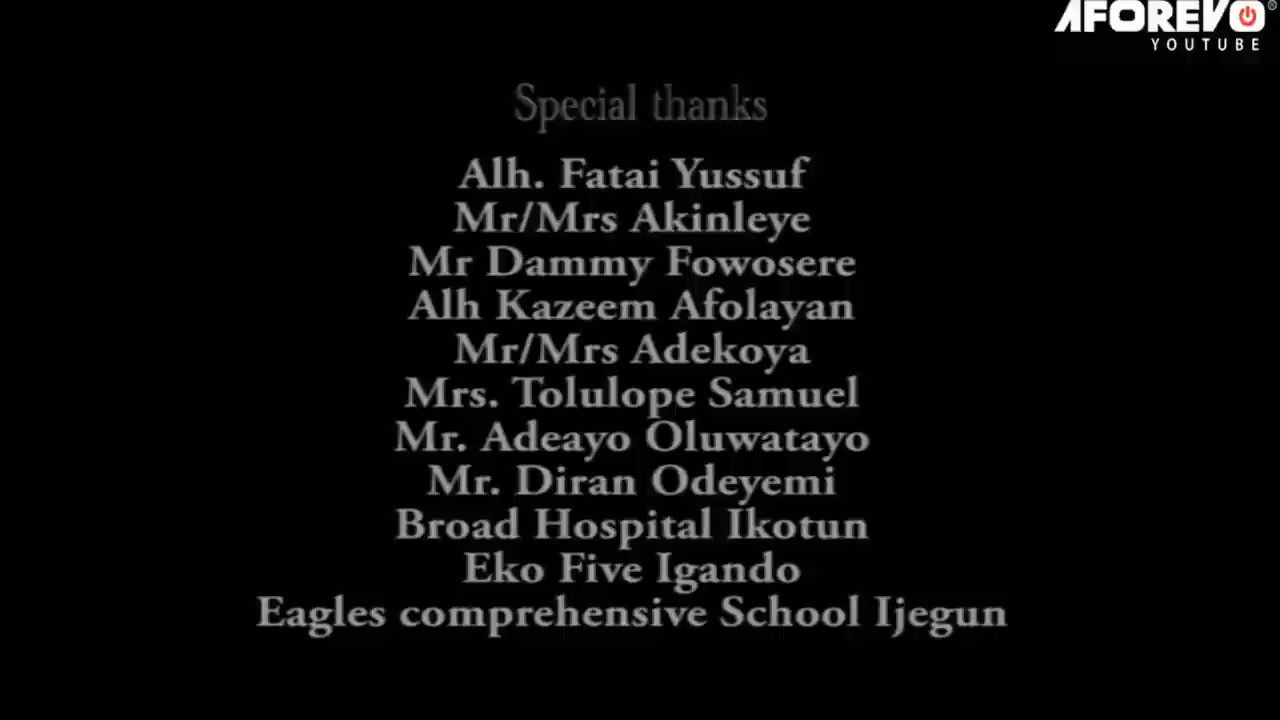 AFOREVO
YOUTUBE
Special thanks
Alh. Fatai Yussuf
Mr/Mrs Akinleye
Mr Dammy Fowosere
Alh Kazeem Afolayan
Mr/Mrs Adekoya
Mrs. Tolulope Samuel
Mr. Adeayo Oluwatayo
Mr. Diran Odeyemi
Broad Hospital Ikotun
Eko Five Igando
Eagles comprehensive School Ijegun